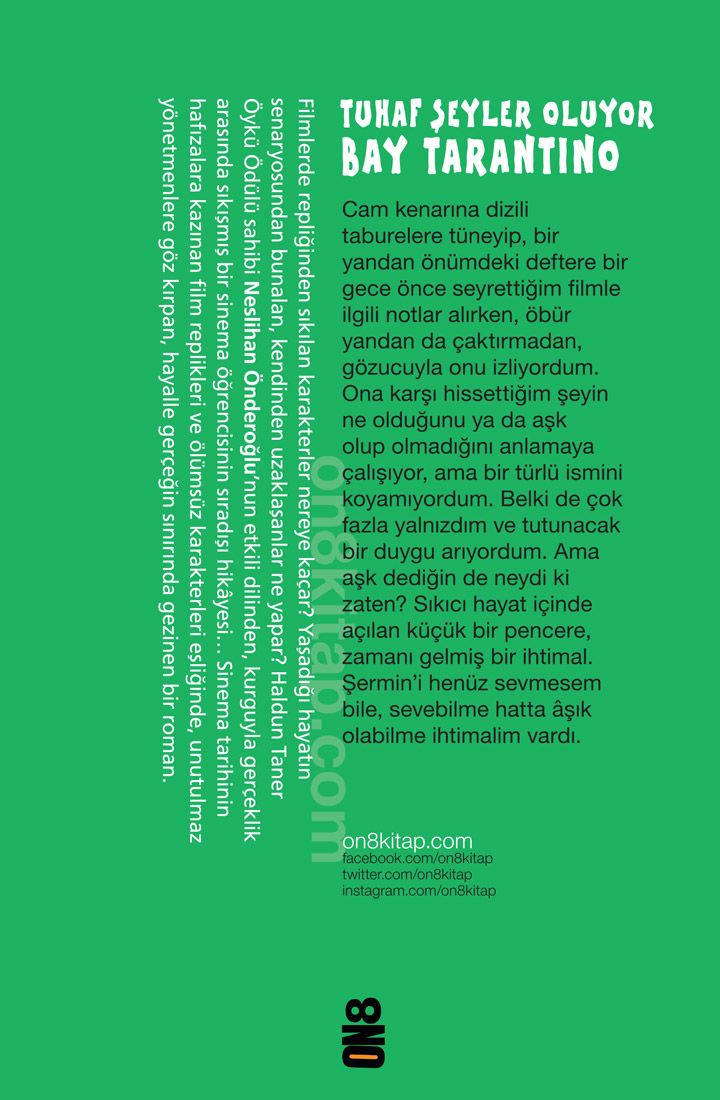 TUHAF ŞEYLER OLUYOR
BAY TARANTINO
Cam kenarına dizili
taburelere tüneyip, bir
yandan önümdeki deftere bir
gece önce seyrettiğim filmle
ilgili notlar alırken, öbür
yandan da çaktırmadan,
gözucuyla onu izliyordum.
Ona karşı hissettiğim şeyin
ne olduğunu ya da aşk
olup olmadığını anlamaya
çalışıyor, ama bir türlü ismini
koyamıyordum. Belki de çok
fazla yalnızdım ve tutunacak
bir duygu arıyordum. Ama
aşk dediğin de neydi ki
zaten? Sıkıcı hayat içinde
açılan küçük bir pencere,
zamanı gelmiş bir ihtimal.
Şermin’i henüz sevmesem
bile, sevebilme hatta âşık
olabilme ihtimalim vardı.
Filmlerde repliğinden sıkılan karakterler nereye kaçar? Yaşadığı hayatın
senaryosundan bunalan, kendinden uzaklaşanlar ne yapar? Haldun Taner
Öykü Ödülü sahibi Neslihan Önderoğlu’nun etkili dilinden, kurguyla gerçeklik
arasında sıkışmış bir sinema öğrencisinin sıradışı hikâyesi... Sinema tarihinin
hafızalara kazınan film replikleri ve ölümsüz karakterleri eşliğinde, unutulmaz
yönetmenlere göz kırpan, hayalle gerçeğin sınırında gezinen bir roman.
on8kitap.com
on8kitap.com
facebook.com/on8kitap
twitter.com/on8kitap
instagram.com/on8kitap
ON8